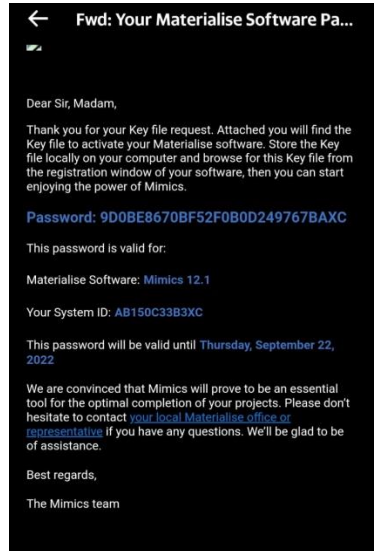 Fwd: Your Materialise Software Pa...
Dear Sir, Madam,
Thank you for your Key file request. Attached you will find the
Key file to activate your Materialise software. Store the Key
file locally on your computer and browse for this Key file from
the registration window of your software, then you can start
enjoying the power of Mimics.
Password: 9D0BE8670BF52F0B0D249767BAXC
This password is valid for:
Materialise Software: Mimics 12.1
Your System ID: AB150C33B3XC
This password will be valid until Thursday, September 22,
2022
We are convinced that Mimics will prove to be an essential
tool for the optimal completion of your projects. Please don't
hesitate to contact your local Materialise office or
representative if you have any questions. We'll be glad to be
of assistance.
Best regards,
The Mimics team